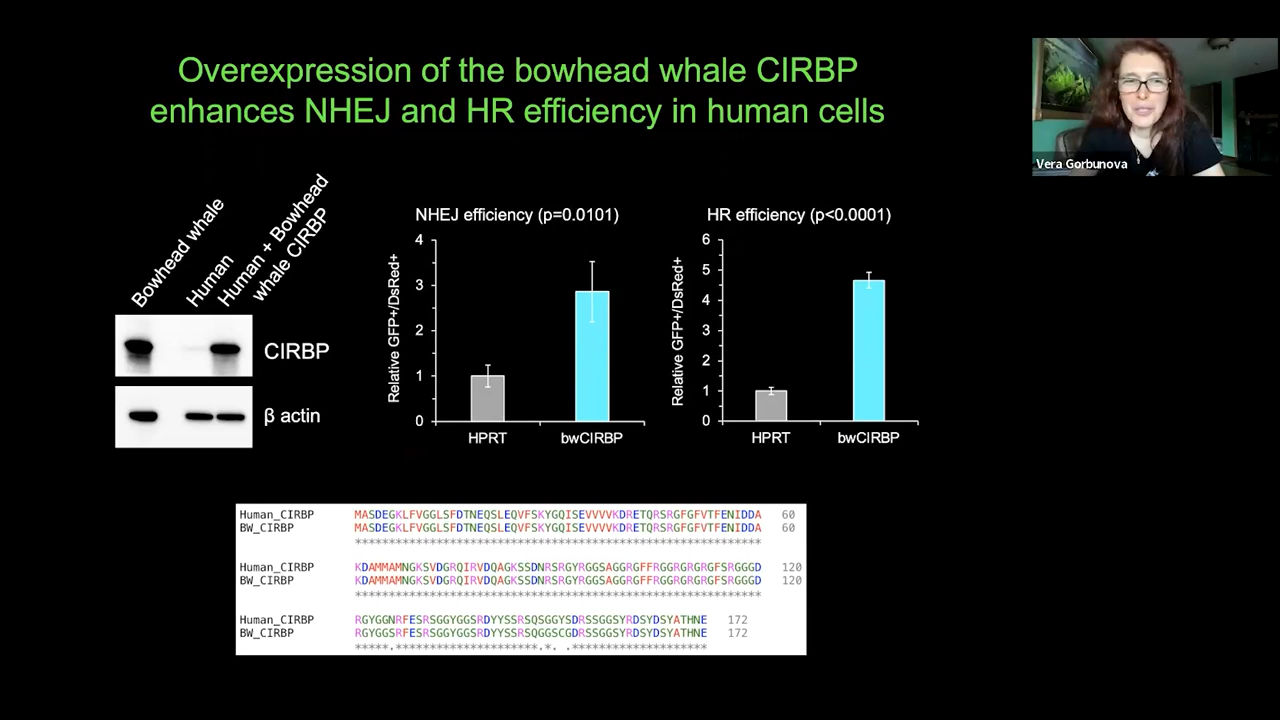 Overexpression of the bowhead whale CIRBP
enhances NHEJ and HR efficiency in human cells
Vera Gorbunova
Bowhead whale
Human
Human + Bowhead
whale CIRBP
CIRBP
β actin
NHEJ efficiency (p=0.0101)
Relative GFP+/DsRed+
4
3
2
1
0
HPRT
bwCIRBP
HR efficiency (p<0.0001)
Relative GFP+/DsRed+
6
5
4
3
2
1
0
HPRT
bwCIRBP
Human_CIRBP MASDEGKLFVGGLSFDTNEQSLEQVFSKYGQISEVVVVKDRETQRSRGFGFVTFENIDDA 60
BW_CIRBP MASDEGKLFVGGLSFDTNEQSLEQVFSKYGQISEVVVVKDRETQRSRGFGFVTFENIDDA 60
************************************************************
Human_CIRBP KDAMMAMNGKSVDGRQIRVDQAGKSSDNRSRGYRGGSAGGRGFFRGGRGRGRGFSRGGGD 120
BW_CIRBP KDAMMAMNGKSVDGRQIRVDQAGKSSDNRSRGYRGGSAGGRGFFRGGRGRGRGFSRGGGD 120
************************************************************
Human_CIRBP RGYGGNRFESRSGGYGGSRDYYSSRSQSGGYSDRSSGGSYRDSYDSYATHNE 172
BW_CIRBP RGYGGSRFESRSGGYGGSRDYYSSRSQGGSCGDRSSGGSYRDSYDSYATHNE 172
*****.*********************.*. .********************